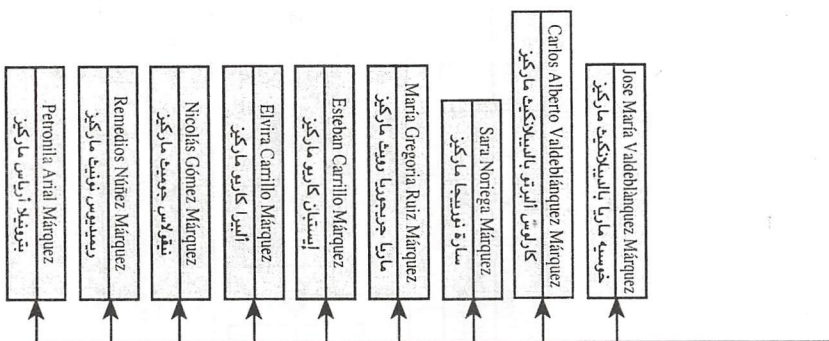 Jose María Valdeblànquez Márquez
خوسيه ماريا بالديبلانكيث ماركيز
Carlos Alberto Valdeblánquez Márquez
كارلوس ألبرتو بالديبلانكيث ماركيز
Sara Noriega Márquez
سارة نورييجا ماركيز
María Gregoria Ruiz Márquez
ماريا جريجوريا رويث ماركيز
Esteban Carrillo Márquez
إيستبان كاريو ماركيز
Elvira Carrillo Márquez
ألبيرا كاريو ماركيز
Nicolás Gómez Márquez
نيقولاس جوميث ماركيز
Remedios Núñez Márquez
ريميديوس نونيث ماركيز
Petronila Arial Márquez
بترونيلا أرياس ماركيز